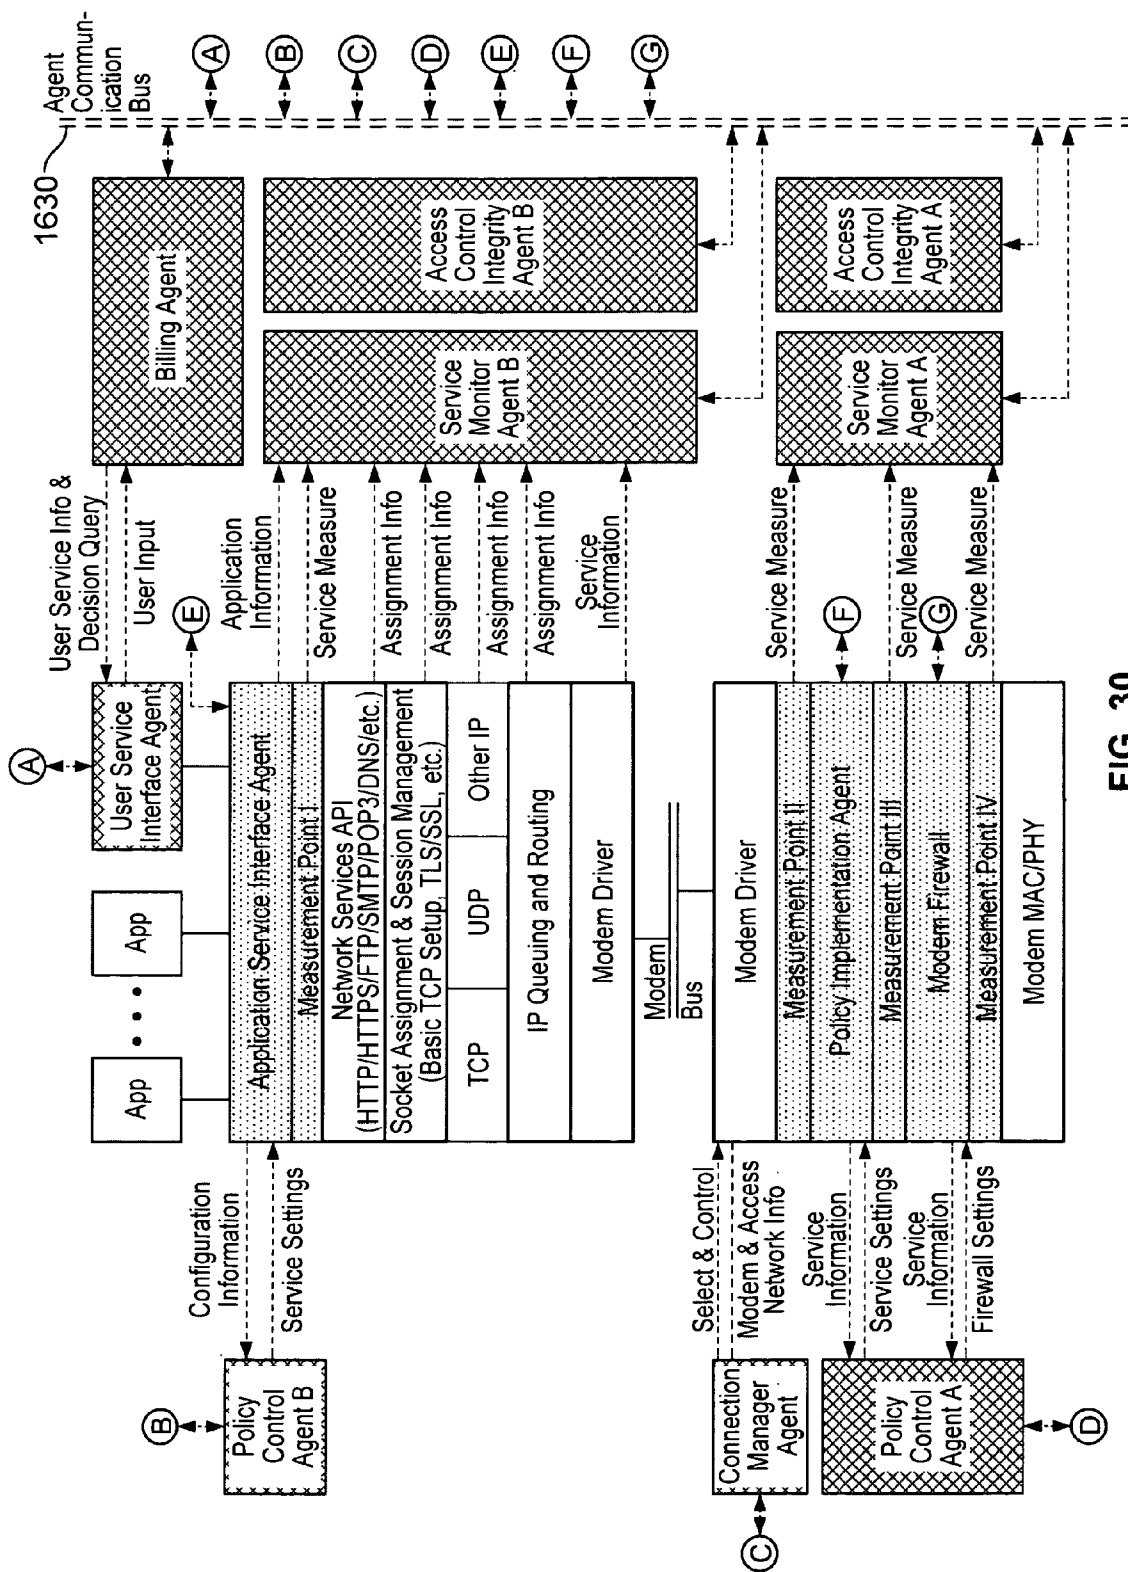 1630
Agent
Commun-
ication
Bus
A
B
C
D
E
F
G
Billing Agent
Access
Control
Integrity
Agent B
Access
Control
Integrity
Agent A
Service
Monitor
Agent B
Service
Monitor
Agent A
User Service Info &
Decision Query
User Input
E
Application
Information
Service Measure
Assignment Info
Assignment Info
Assignment Info
Assignment Info
Service
Information
Service Measure
F
Service Measure
G
Service Measure
A
User Service
Interface Agent
App
App
Application Service Interface Agent
Measurement Point I
Network Services API
(HTTP/HTTPS/FTP/SMTP/POP3/DNS/etc.)
Socket Assignment & Session Management
(Basic TCP Setup, TLS/SSL, etc.)
TCP
UDP
Other IP
IP Queuing and Routing
Modem Driver
Modem
Bus
Modem Driver
Measurement Point II
Policy Implementation Agent
Measurement Point III
Modem Firewall
Measurement Point IV
Modem MAC/PHY
Configuration
Information
Service Settings
Select & Control
Modem & Access
Network Info
Service
Information
Service Settings
Service
Information
Firewall Settings
B
Policy
Control
Agent B
Connection
Manager
Agent
C
Policy
Control
Agent A
D
FIG. 30